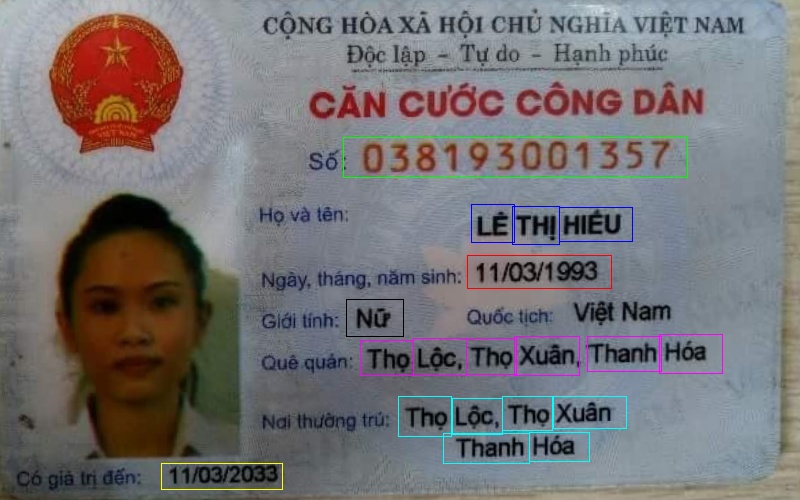 CỘNG HÒA XÃ HỘI CHỦ NGHĨA VIỆT NAM
Độc lập - Tự do - Hạnh phúc
CĂN CƯỚC CÔNG DÂN
Số: 038193001357
Họ và tên:
LÊ THỊ HIẾU
Ngày, tháng, năm sinh: 11/03/1993
Giới tính: Nữ Quốc tịch: Việt Nam
Quê quán: Thọ Lộc, Thọ Xuân, Thanh Hóa
Nơi thường trú: Thọ Lộc, Thọ Xuân
Thanh Hóa
Có giá trị đến: 11/03/2033